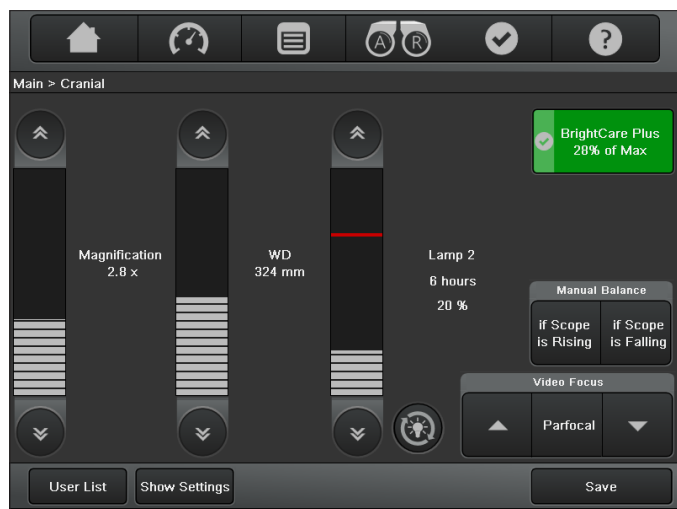 A R
?
Main > Cranial
BrightCare Plus
28% of Max
Magnification
2.8 x
WD
324 mm
Lamp 2
6 hours
20 %
Manual Balance
if Scope
is Rising
if Scope
is Falling
Video Focus
Parfocal
User List
Show Settings
Save